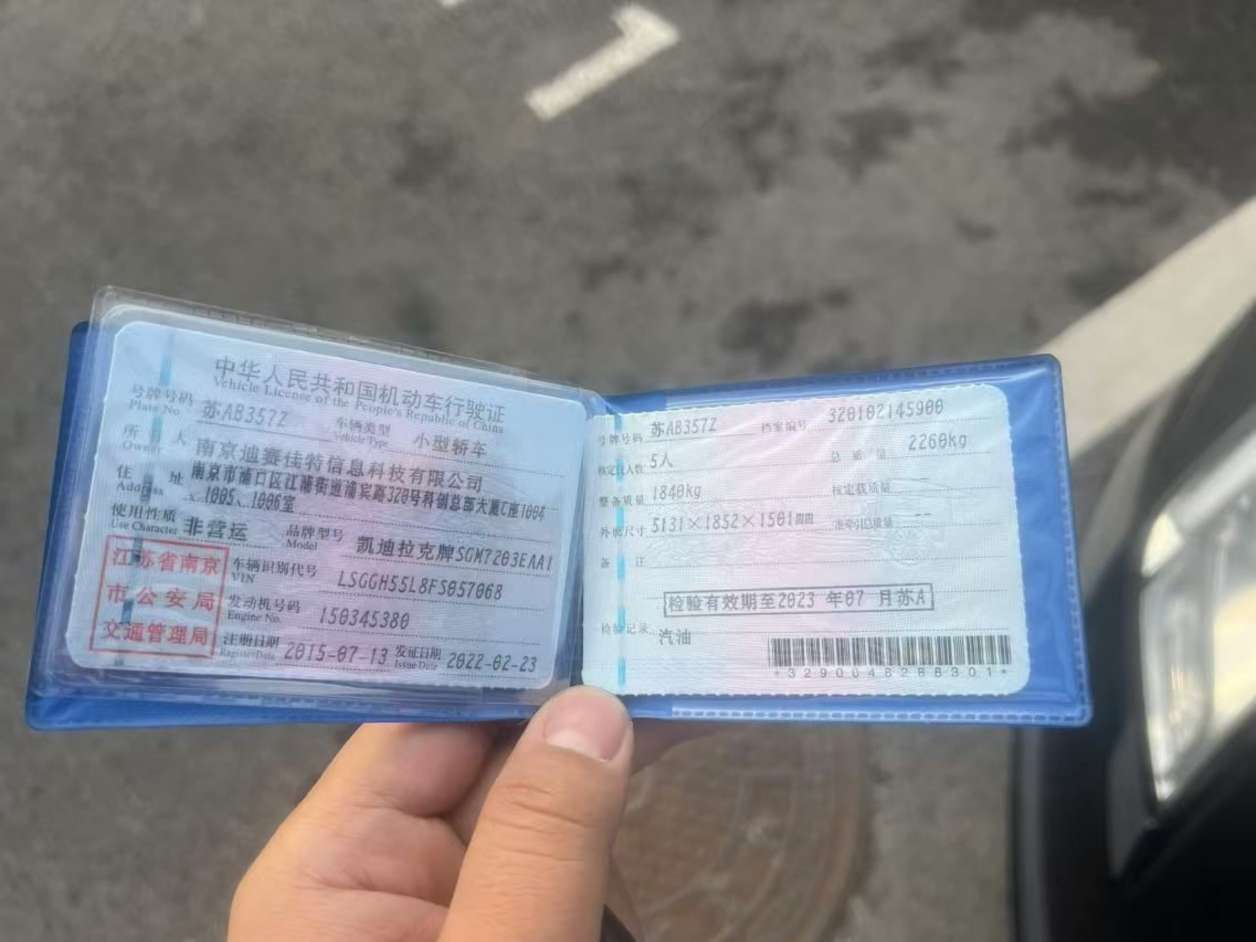 中华人民共和国机动车行驶证
Vehicle License of the People's Republic of China
号牌号码 苏AB357Z 车辆类型 小型轿车
Plate No. Vehicle Type
所有人 南京迪赛佳特信息科技有限公司
Owner
住址 南京市浦口区江浦街道浦滨路320号科创总部大厦C座1004
Address 、1005、1006室
使用性质 非营运 品牌型号 凯迪拉克牌SGM7203EAA1
Use Character Model
江苏省南京
市公安局
交通管理局
车辆识别代号 LSGGH55L8FS057068
VIN
发动机号码 150345380
Engine No.
注册日期 2015-07-13 发证日期 2022-02-23
Register Date Issue Date
号牌号码 苏AB357Z 档案编号 320102145900
核定载人数 5人 总质量 2260kg
整备质量 1840kg 核定载质量 --
外廓尺寸 5131×1852×1501mm 准牵引总质量 --
备注
检验有效期至2023年07月苏A
检验记录 汽油
*3290048288301*